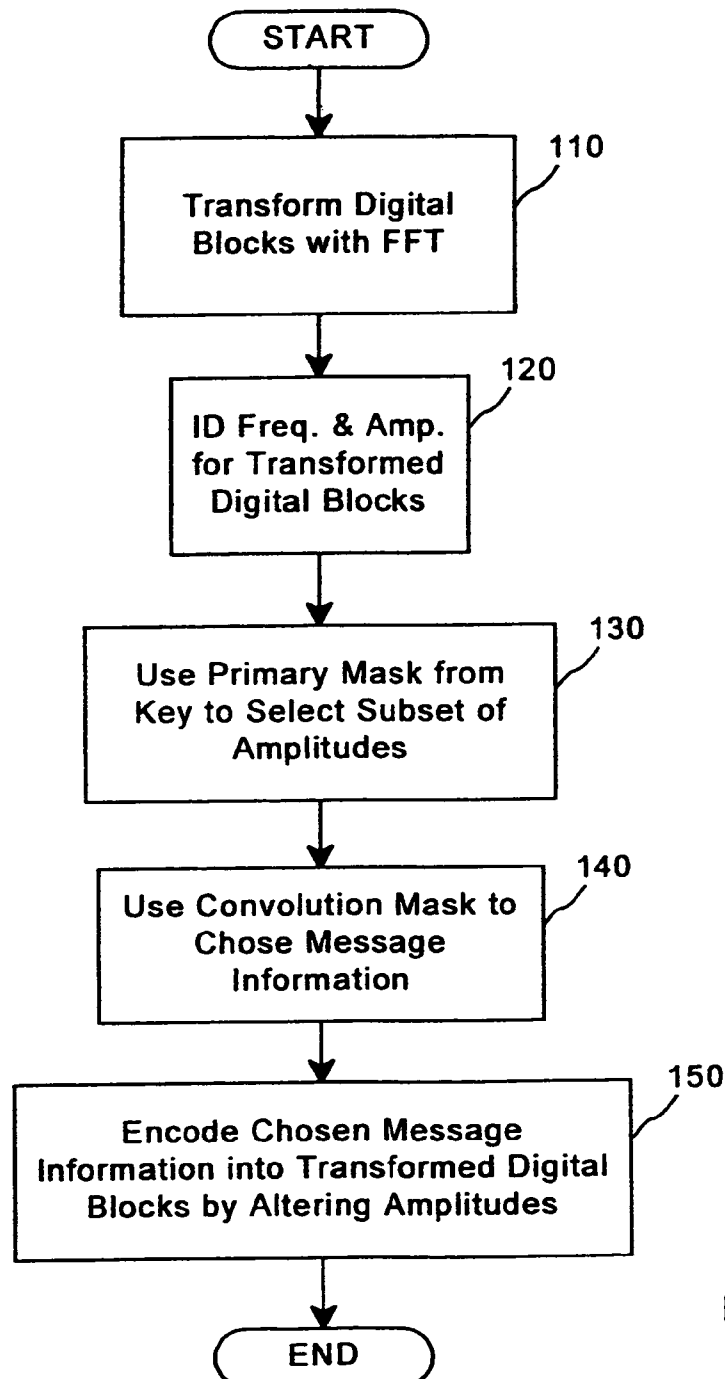 START
110
Transform Digital
Blocks with FFT
120
ID Freq. & Amp.
for Transformed
Digital Blocks
130
Use Primary Mask from
Key to Select Subset of
Amplitudes
140
Use Convolution Mask to
Chose Message
Information
150
Encode Chosen Message
Information into Transformed Digital
Blocks by Altering Amplitudes
END